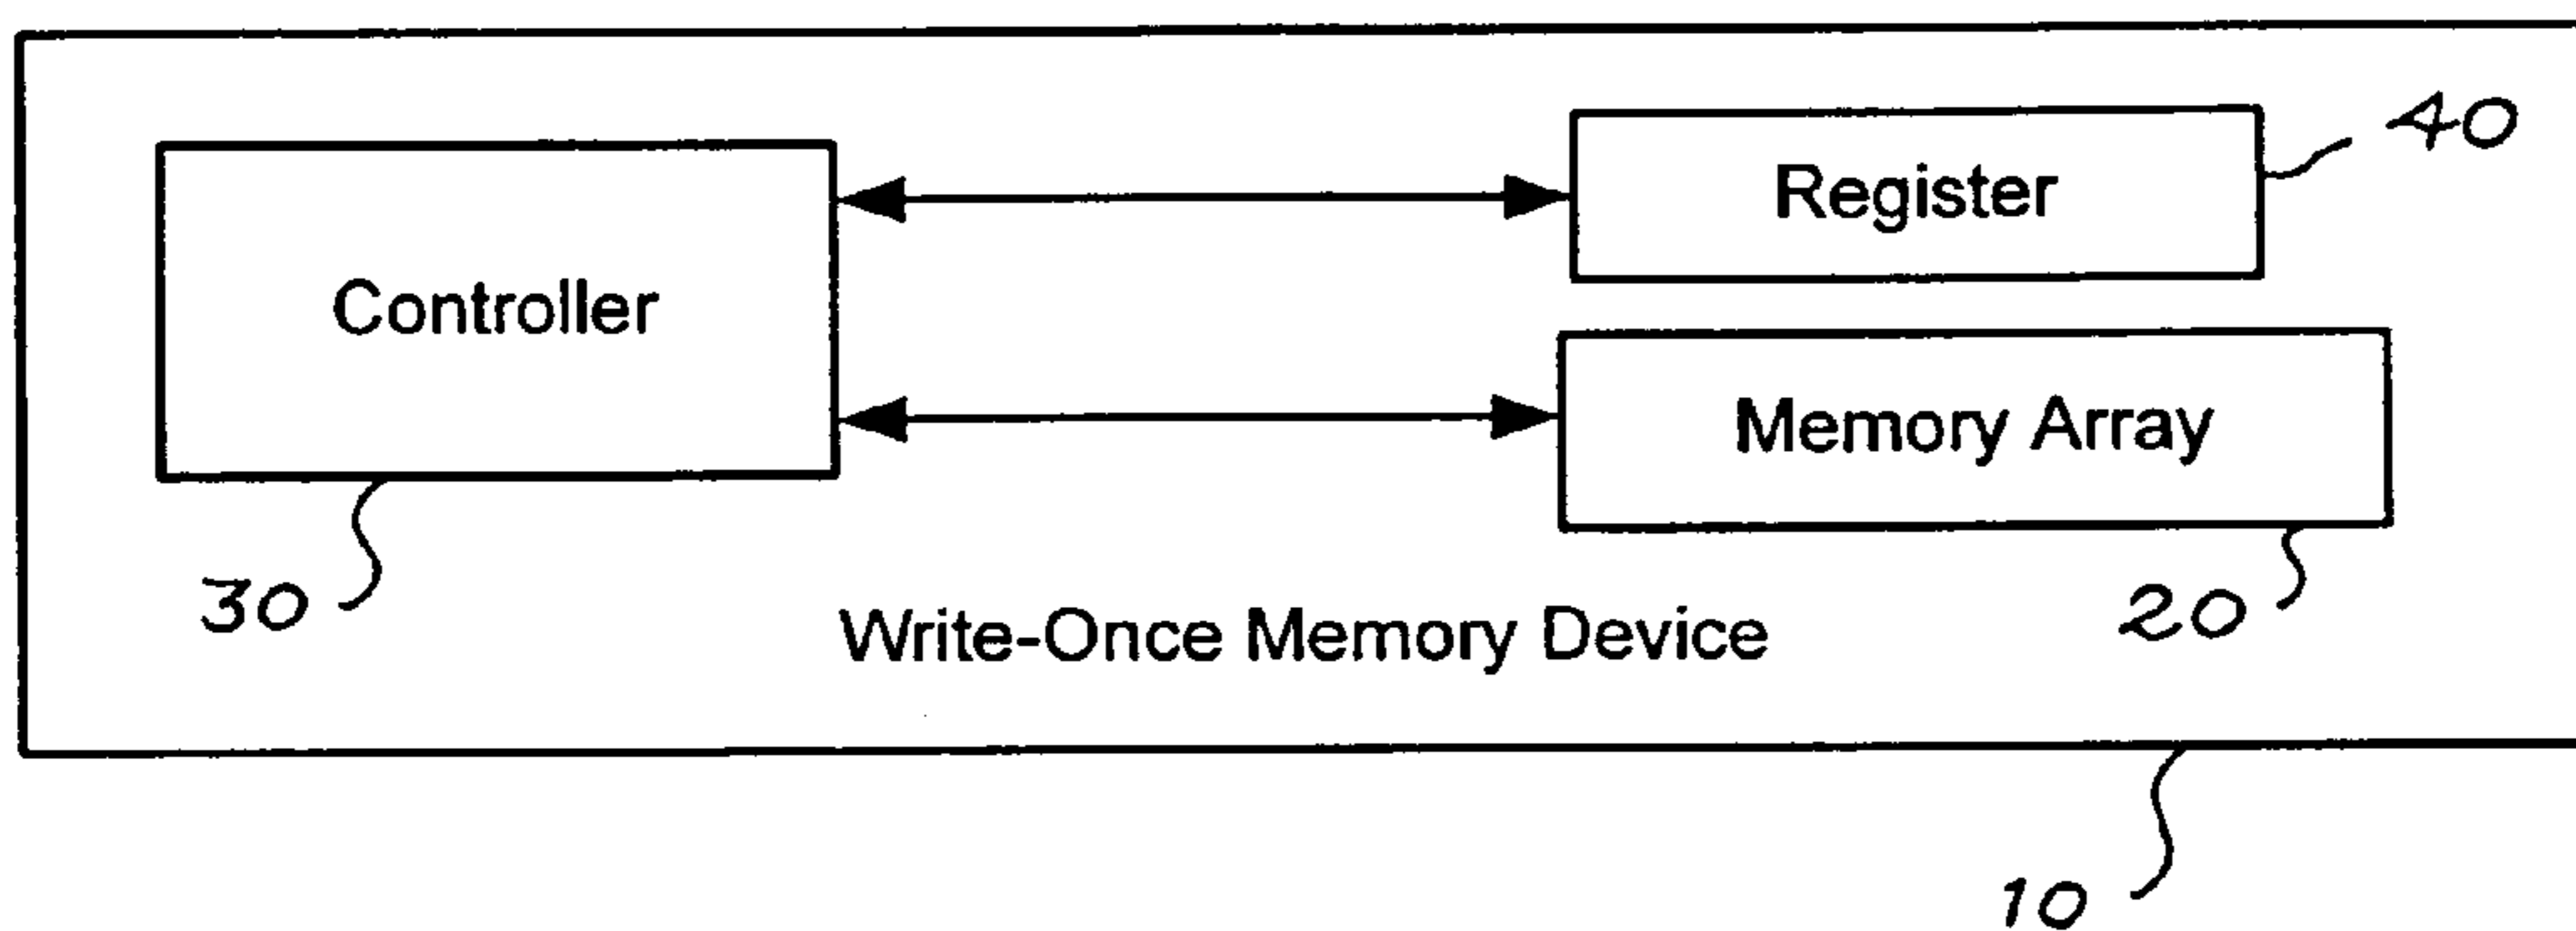 40
Register
Controller
Memory Array
30
20
Write-Once Memory Device
10